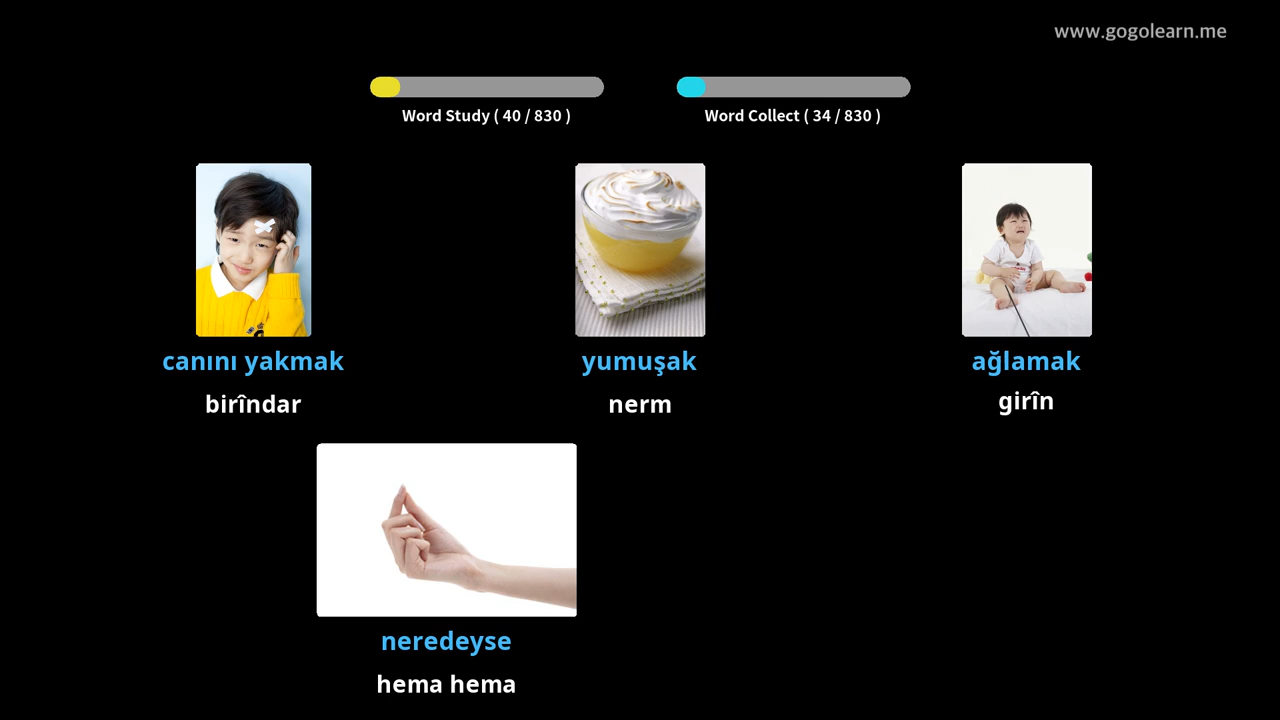 www.gogolearn.me
Word Study ( 40 / 830 )
Word Collect ( 34 / 830 )
canını yakmak
yumuşak
ağlamak
birîndar
nerm
girîn
neredeyse
hema hema